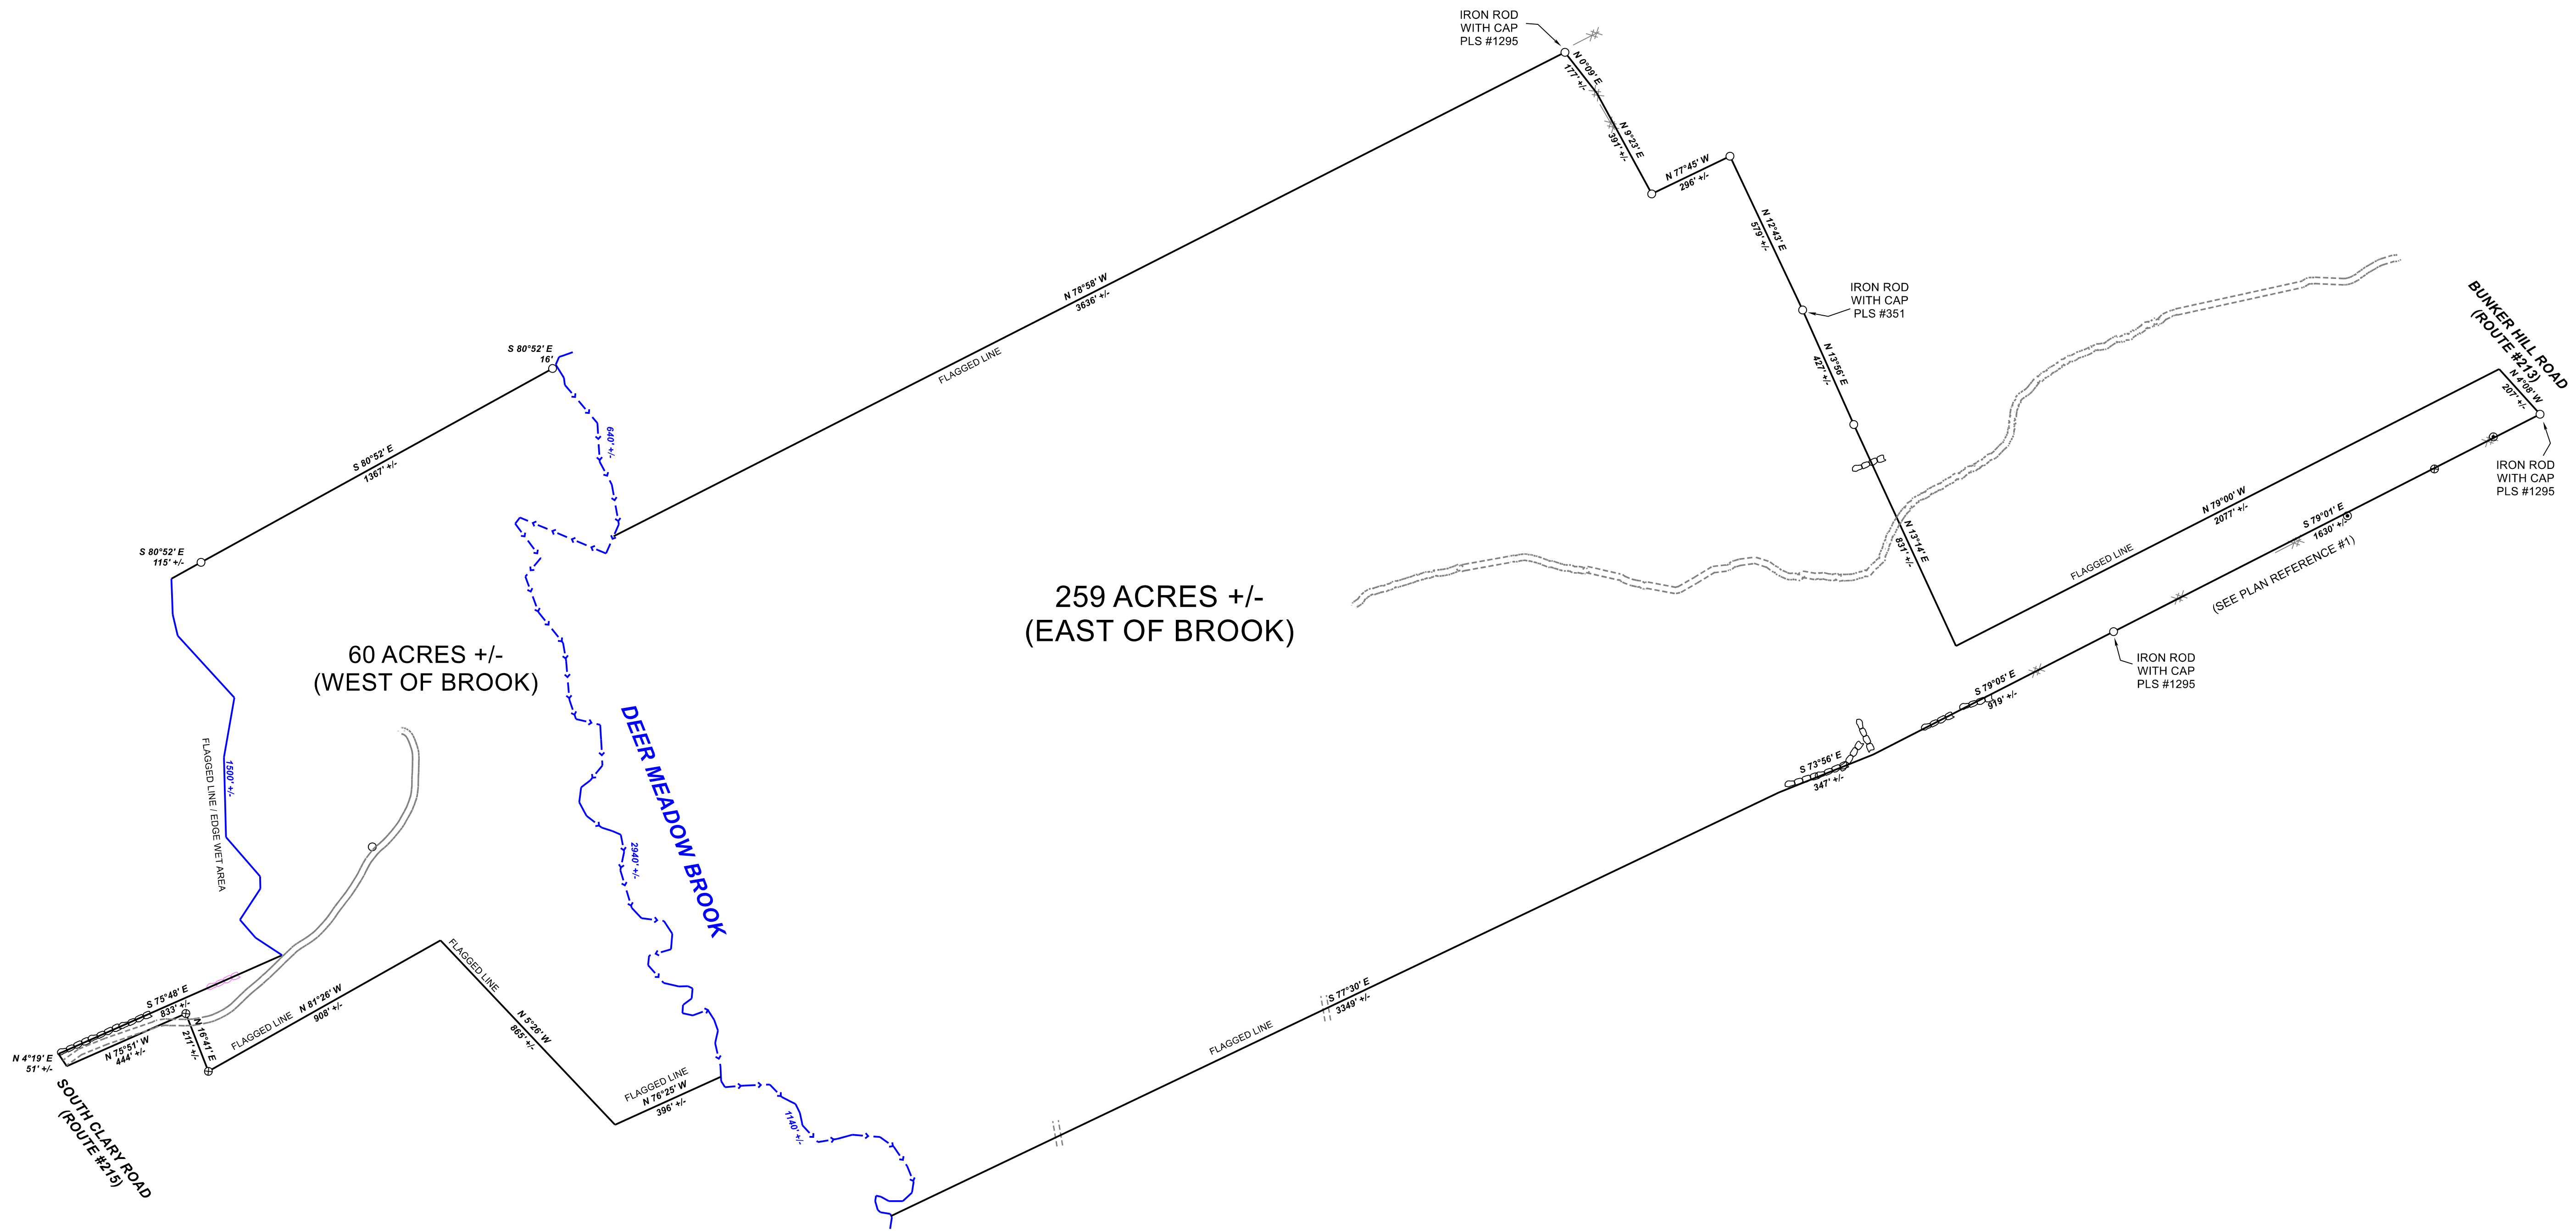 IRON ROD
WITH CAP
PLS #1295
N 0°09' E
177' +/-
N 9°23' E
391' +/-
N 77°45' W
296' +/-
N 12°43' E
579' +/-
IRON ROD
WITH CAP
PLS #351
N 13°56' E
427' +/-
N 13°14' E
831' +/-
N 78°58' W
3636' +/-
FLAGGED LINE
BUNKER HILL ROAD
(ROUTE #213)
N 4°08' W
207' +/-
IRON ROD
WITH CAP
PLS #1295
N 79°00' W
2077' +/-
FLAGGED LINE
S 79°01' E
1630' +/-
(SEE PLAN REFERENCE #1)
IRON ROD
WITH CAP
PLS #1295
S 79°05' E
919' +/-
S 73°56' E
347' +/-
S 77°30' E
3349' +/-
FLAGGED LINE
259 ACRES +/-
(EAST OF BROOK)
S 80°52' E
16'
640' +/-
S 80°52' E
1367' +/-
S 80°52' E
115' +/-
60 ACRES +/-
(WEST OF BROOK)
DEER MEADOW BROOK
2940' +/-
1500' +/-
FLAGGED LINE / EDGE WET AREA
S 75°48' E
833' +/-
N 75°51' W
444' +/-
N 16°41' E
211' +/-
N 4°19' E
51' +/-
SOUTH CLARY ROAD
(ROUTE #215)
FLAGGED LINE
N 81°26' W
908' +/-
FLAGGED LINE
N 5°26' W
865' +/-
FLAGGED LINE
N 76°25' W
396' +/-
1140' +/-